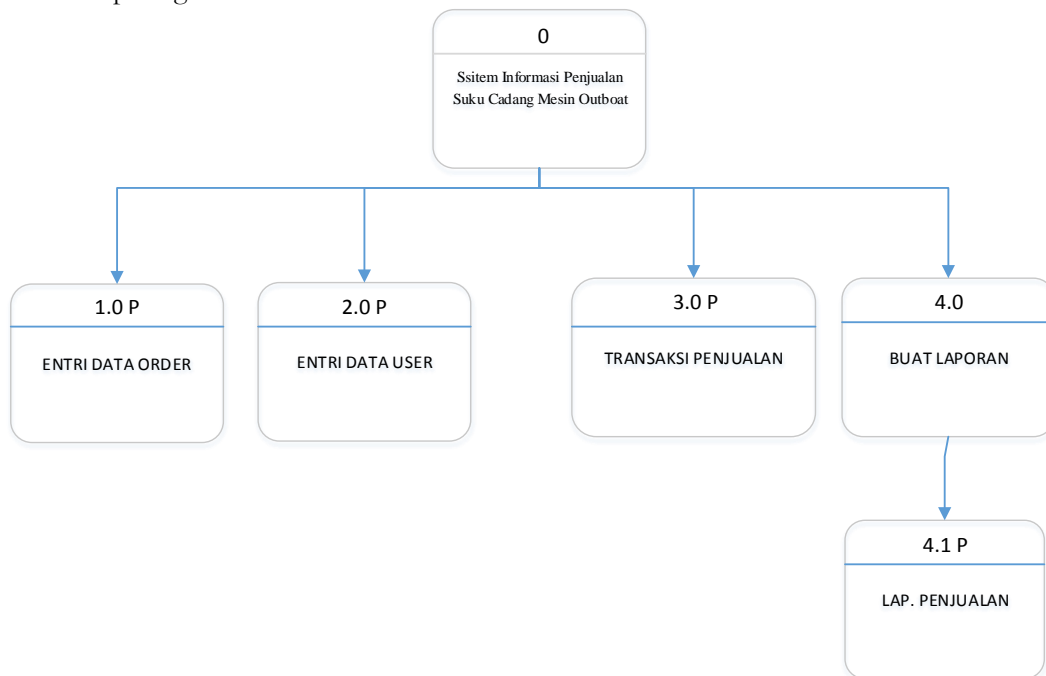 0
Ssitem Informasi Penjualan
Suku Cadang Mesin Outboat
1.0 P
ENTRI DATA ORDER
2.0 P
ENTRI DATA USER
3.0 P
TRANSAKSI PENJUALAN
4.0
BUAT LAPORAN
4.1 P
LAP. PENJUALAN